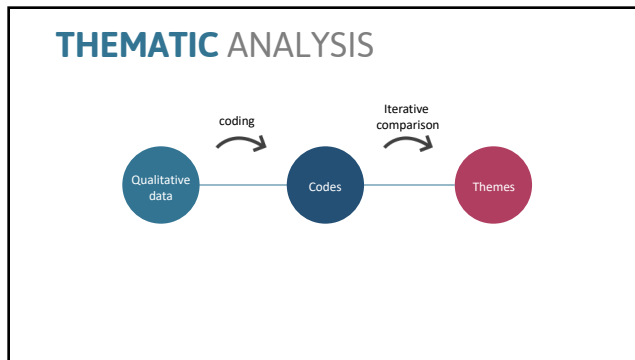 THEMATIC ANALYSIS
coding
Iterative
comparison
Qualitative
data
Codes
Themes